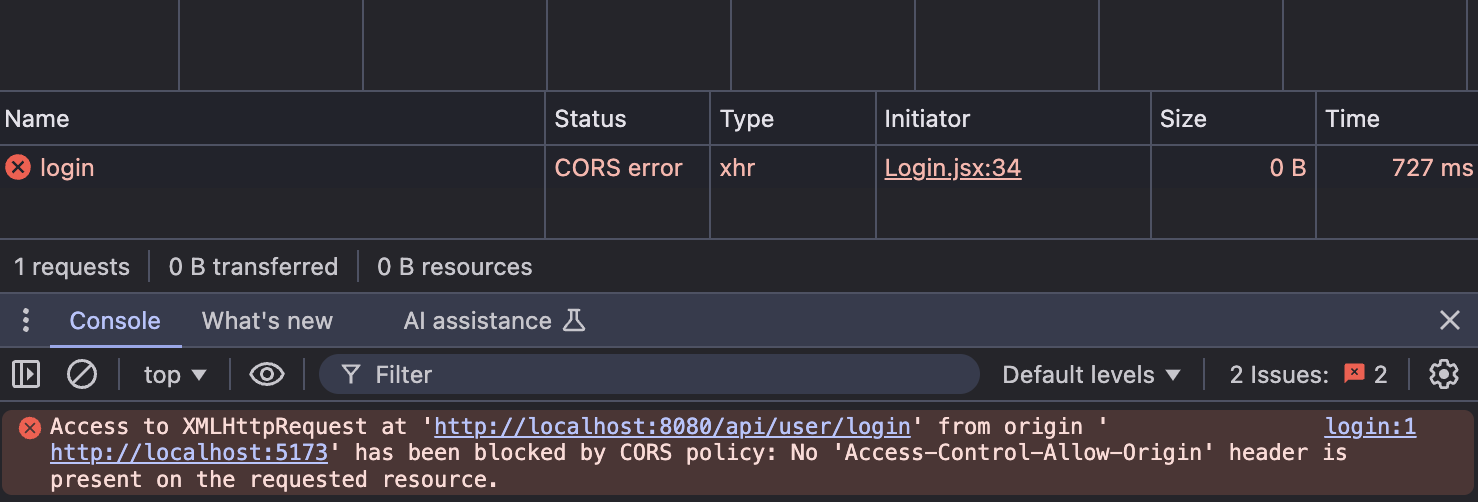 Name Status Type Initiator Size Time
login CORS error xhr Login.jsx:34 0 B 727 ms
1 requests 0 B transferred 0 B resources
Console What's new AI assistance
top Filter Default levels 2 Issues: 2
Access to XMLHttpRequest at 'http://localhost:8080/api/user/login' from origin ' login:1
http://localhost:5173' has been blocked by CORS policy: No 'Access-Control-Allow-Origin' header is
present on the requested resource.